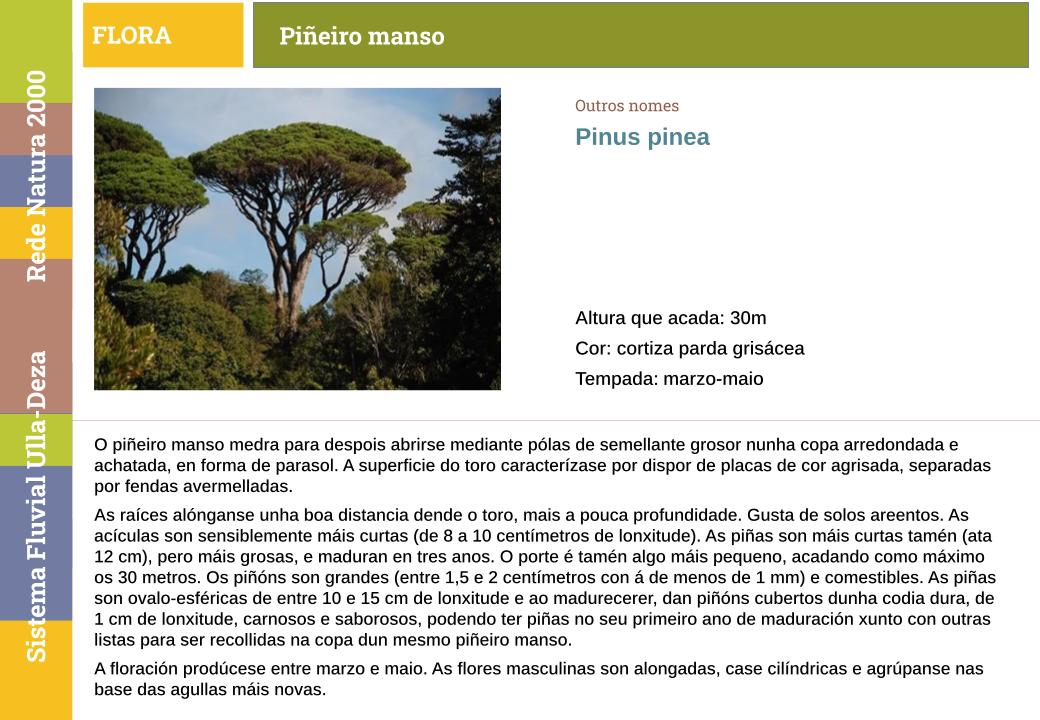 FLORA
Piñeiro manso
Sistema Fluvial Ulla-Deza Rede Natura 2000
Outros nomes
Pinus pinea
Altura que acada: 30m
Cor: cortiza parda grisácea
Tempada: marzo-maio
O piñeiro manso medra para despois abrirse mediante pólas de semellante grosor nunha copa arredondada e
achatada, en forma de parasol. A superficie do toro caracterízase por dispor de placas de cor agrisada, separadas
por fendas avermelladas.
As raíces alónganse unha boa distancia dende o toro, mais a pouca profundidade. Gusta de solos areentos. As
acículas son sensiblemente máis curtas (de 8 a 10 centímetros de lonxitude). As piñas son máis curtas tamén (ata
12 cm), pero máis grosas, e maduran en tres anos. O porte é tamén algo máis pequeno, acadando como máximo
os 30 metros. Os piñóns son grandes (entre 1,5 e 2 centímetros con á de menos de 1 mm) e comestibles. As piñas
son ovalo-esféricas de entre 10 e 15 cm de lonxitude e ao madurecerer, dan piñóns cubertos dunha codia dura, de
1 cm de lonxitude, carnosos e saborosos, podendo ter piñas no seu primeiro ano de maduración xunto con outras
listas para ser recollidas na copa dun mesmo piñeiro manso.
A floración prodúcese entre marzo e maio. As flores masculinas son alongadas, case cilíndricas e agrúpanse nas
base das agullas máis novas.